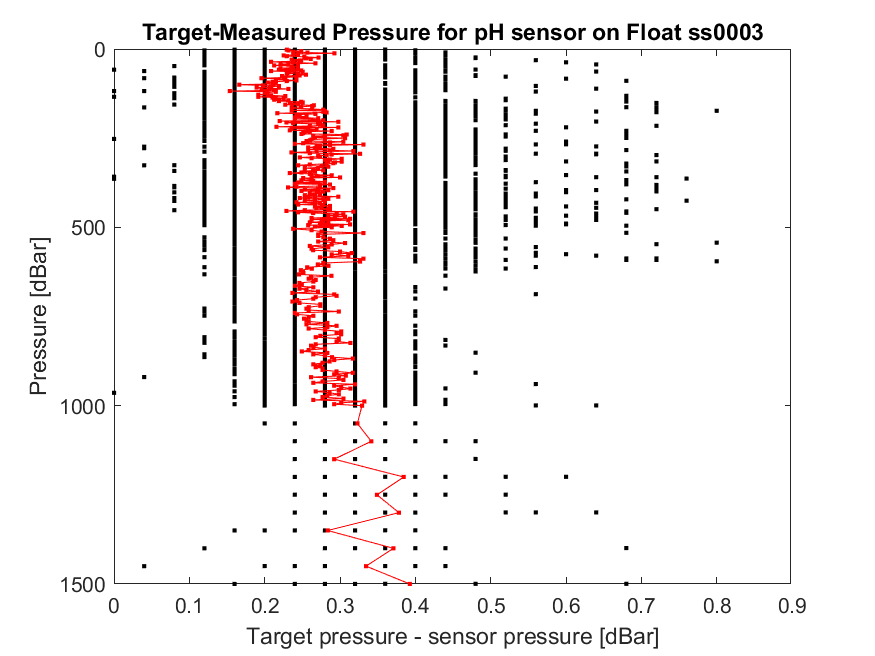 Target-Measured Pressure for pH sensor on Float ss0003
0
500
1000
1500
Pressure [dBar]
0 0.1 0.2 0.3 0.4 0.5 0.6 0.7 0.8 0.9
Target pressure - sensor pressure [dBar]